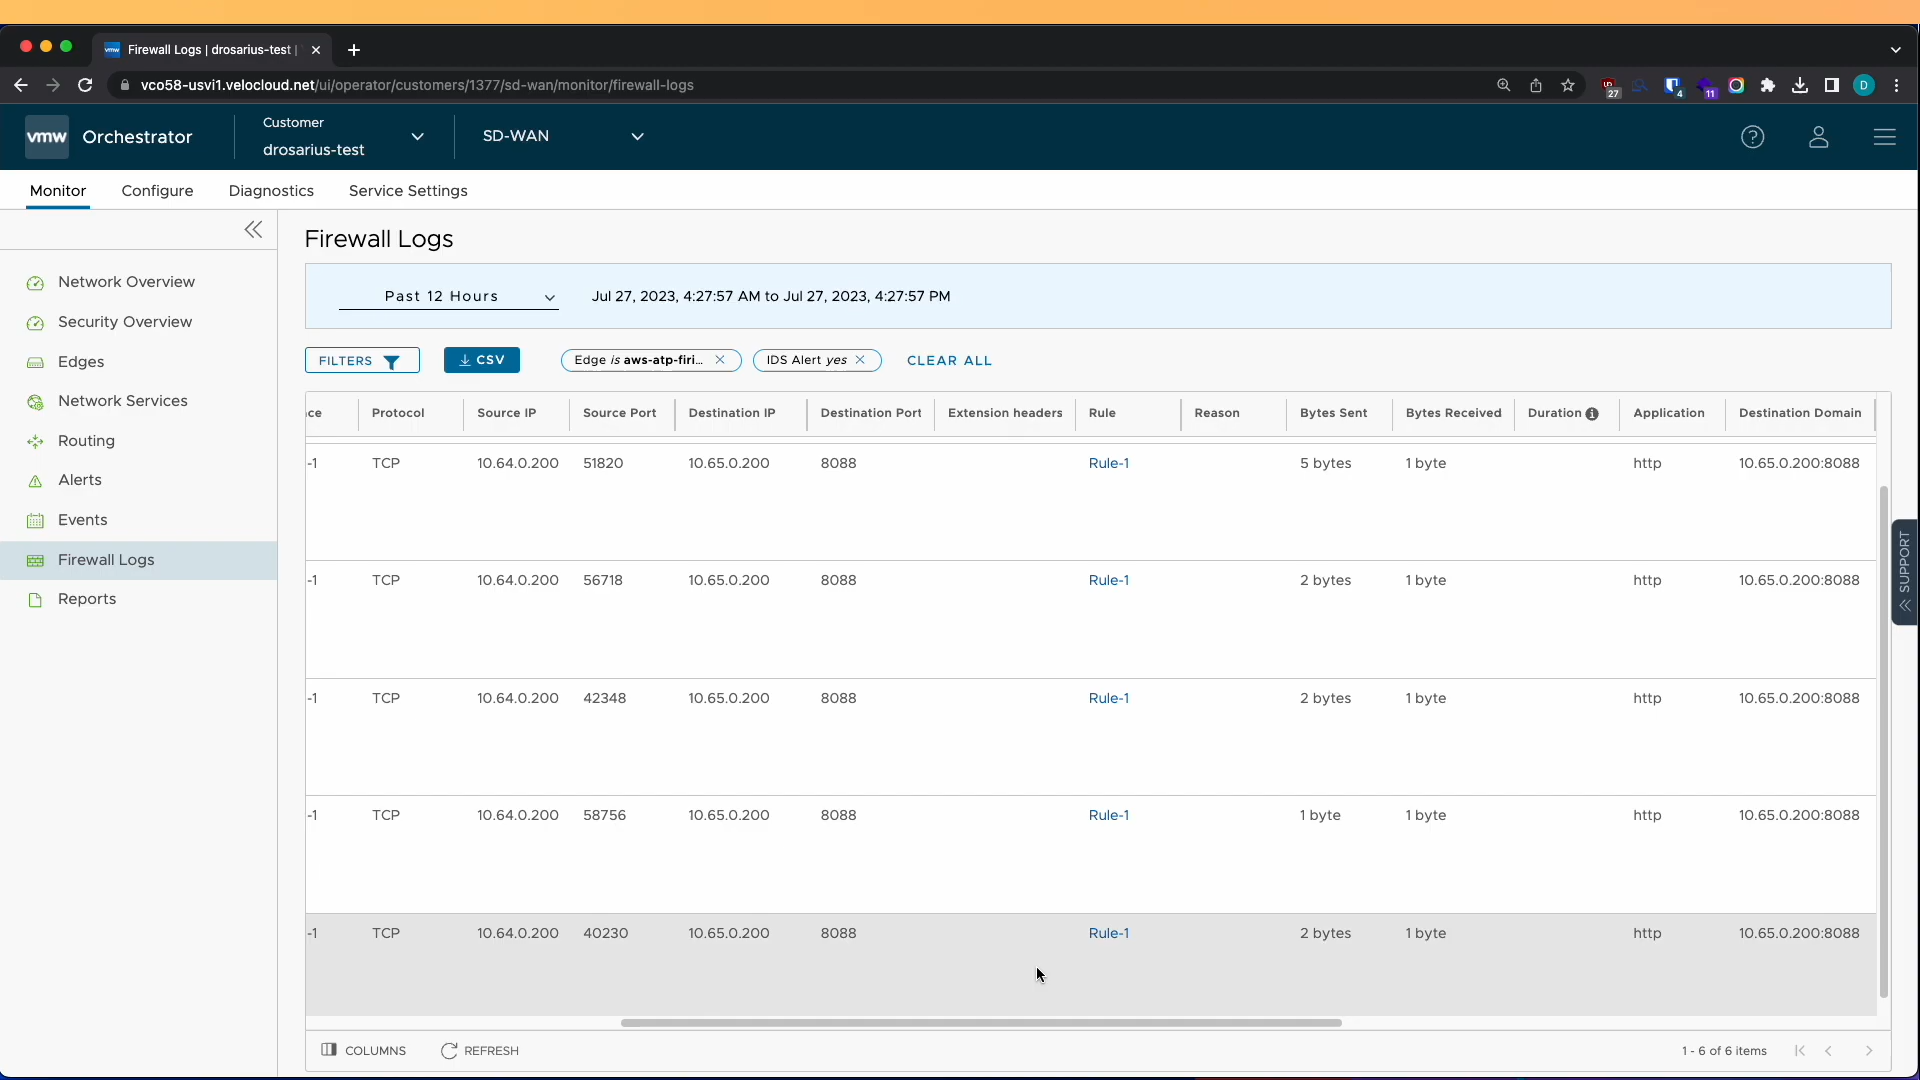 Firewall Logs | drosarius-test |
vco58-usvi1.velocloud.net/ui/operator/customers/1377/sd-wan/monitor/firewall-logs
27
4
11
D
vmw
Orchestrator
Customer
drosarius-test
SD-WAN
Monitor
Configure
Diagnostics
Service Settings
Network Overview
Security Overview
Edges
Network Services
Routing
Alerts
Events
Firewall Logs
Reports
Firewall Logs
Past 12 Hours
Jul 27, 2023, 4:27:57 AM to Jul 27, 2023, 4:27:57 PM
FILTERS
CSV
Edge is aws-atp-firi...
IDS Alert yes
CLEAR ALL
ce Protocol Source IP Source Port Destination IP Destination Port Extension headers Rule Reason Bytes Sent Bytes Received Duration Application Destination Domain
-1 TCP 10.64.0.200 51820 10.65.0.200 8088 Rule-1 5 bytes 1 byte http 10.65.0.200:8088
-1 TCP 10.64.0.200 56718 10.65.0.200 8088 Rule-1 2 bytes 1 byte http 10.65.0.200:8088
-1 TCP 10.64.0.200 42348 10.65.0.200 8088 Rule-1 2 bytes 1 byte http 10.65.0.200:8088
-1 TCP 10.64.0.200 58756 10.65.0.200 8088 Rule-1 1 byte 1 byte http 10.65.0.200:8088
-1 TCP 10.64.0.200 40230 10.65.0.200 8088 Rule-1 2 bytes 1 byte http 10.65.0.200:8088
COLUMNS
REFRESH
1 - 6 of 6 items
SUPPORT